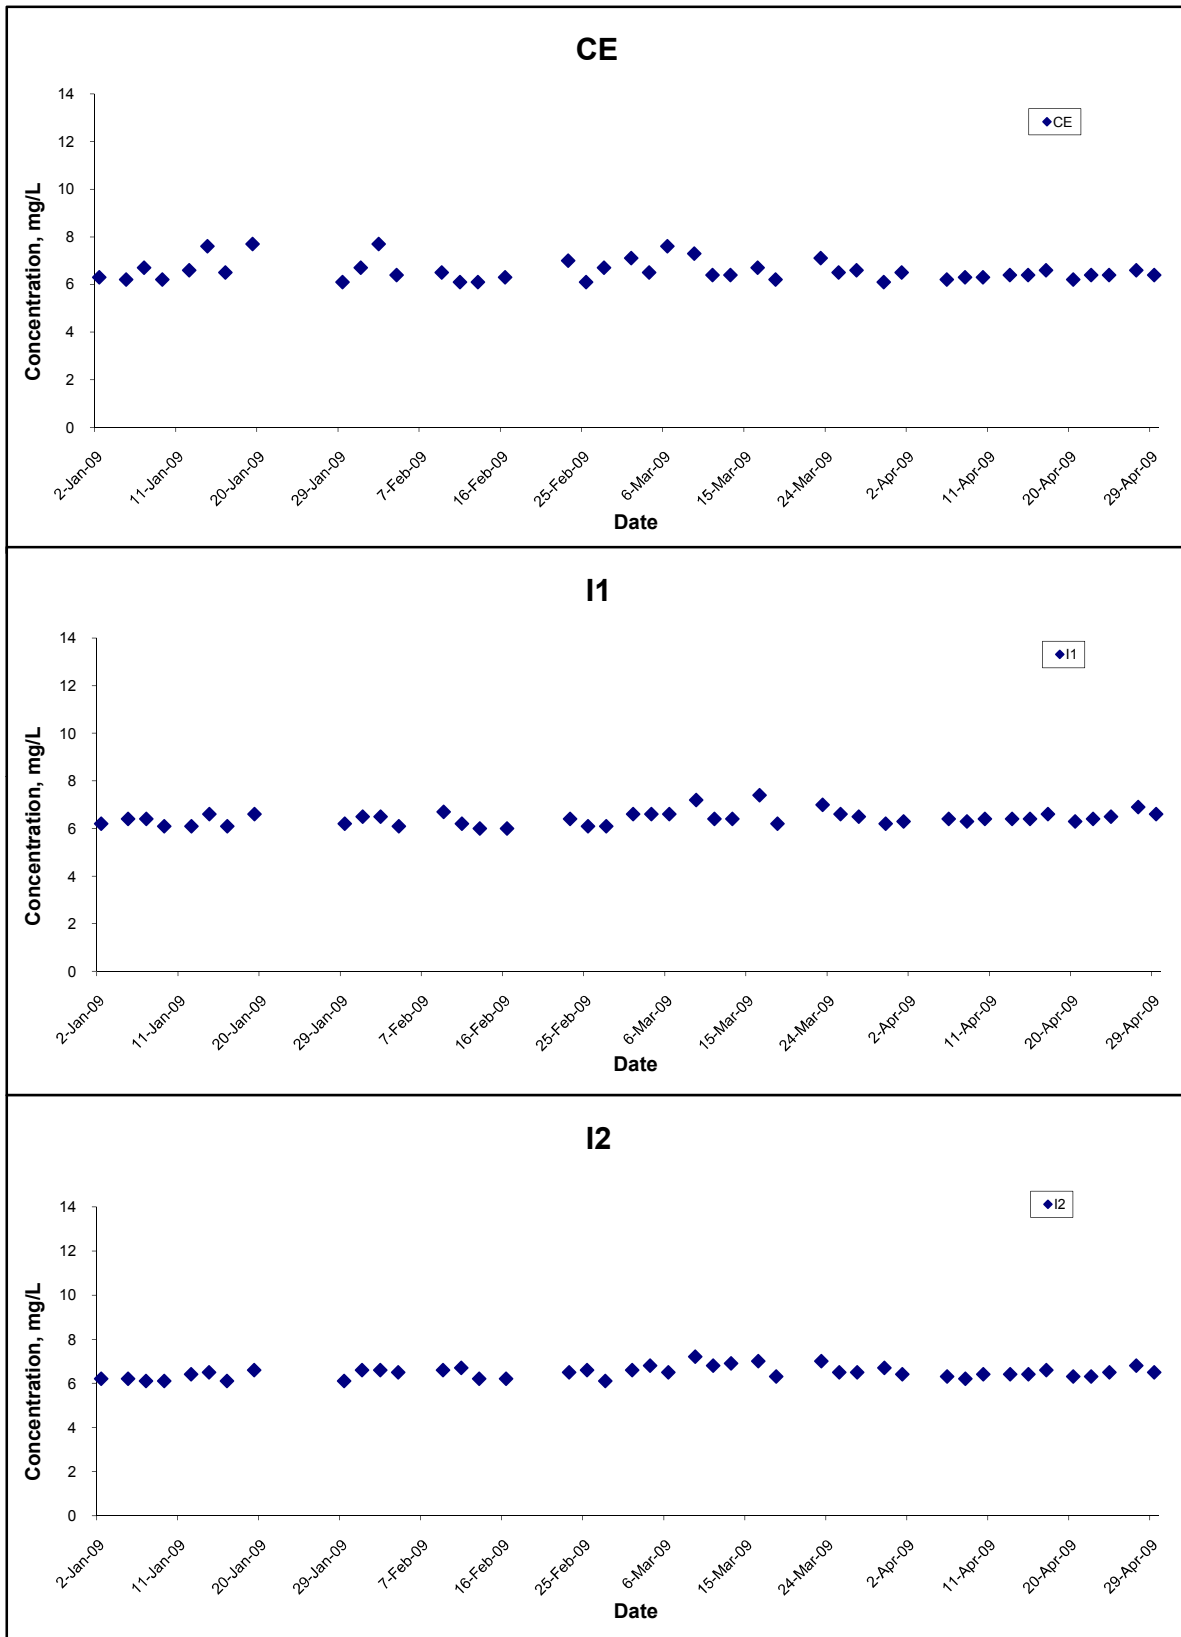 CE
14
12
10
8
6
4
2
0
Concentration, mg/L
CE
2-Jan-09
11-Jan-09
20-Jan-09
29-Jan-09
7-Feb-09
16-Feb-09
25-Feb-09
6-Mar-09
15-Mar-09
24-Mar-09
2-Apr-09
11-Apr-09
20-Apr-09
29-Apr-09
Date
I1
14
12
10
8
6
4
2
0
Concentration, mg/L
I1
2-Jan-09
11-Jan-09
20-Jan-09
29-Jan-09
7-Feb-09
16-Feb-09
25-Feb-09
6-Mar-09
15-Mar-09
24-Mar-09
2-Apr-09
11-Apr-09
20-Apr-09
29-Apr-09
Date
I2
14
12
10
8
6
4
2
0
Concentration, mg/L
I2
2-Jan-09
11-Jan-09
20-Jan-09
29-Jan-09
7-Feb-09
16-Feb-09
25-Feb-09
6-Mar-09
15-Mar-09
24-Mar-09
2-Apr-09
11-Apr-09
20-Apr-09
29-Apr-09
Date